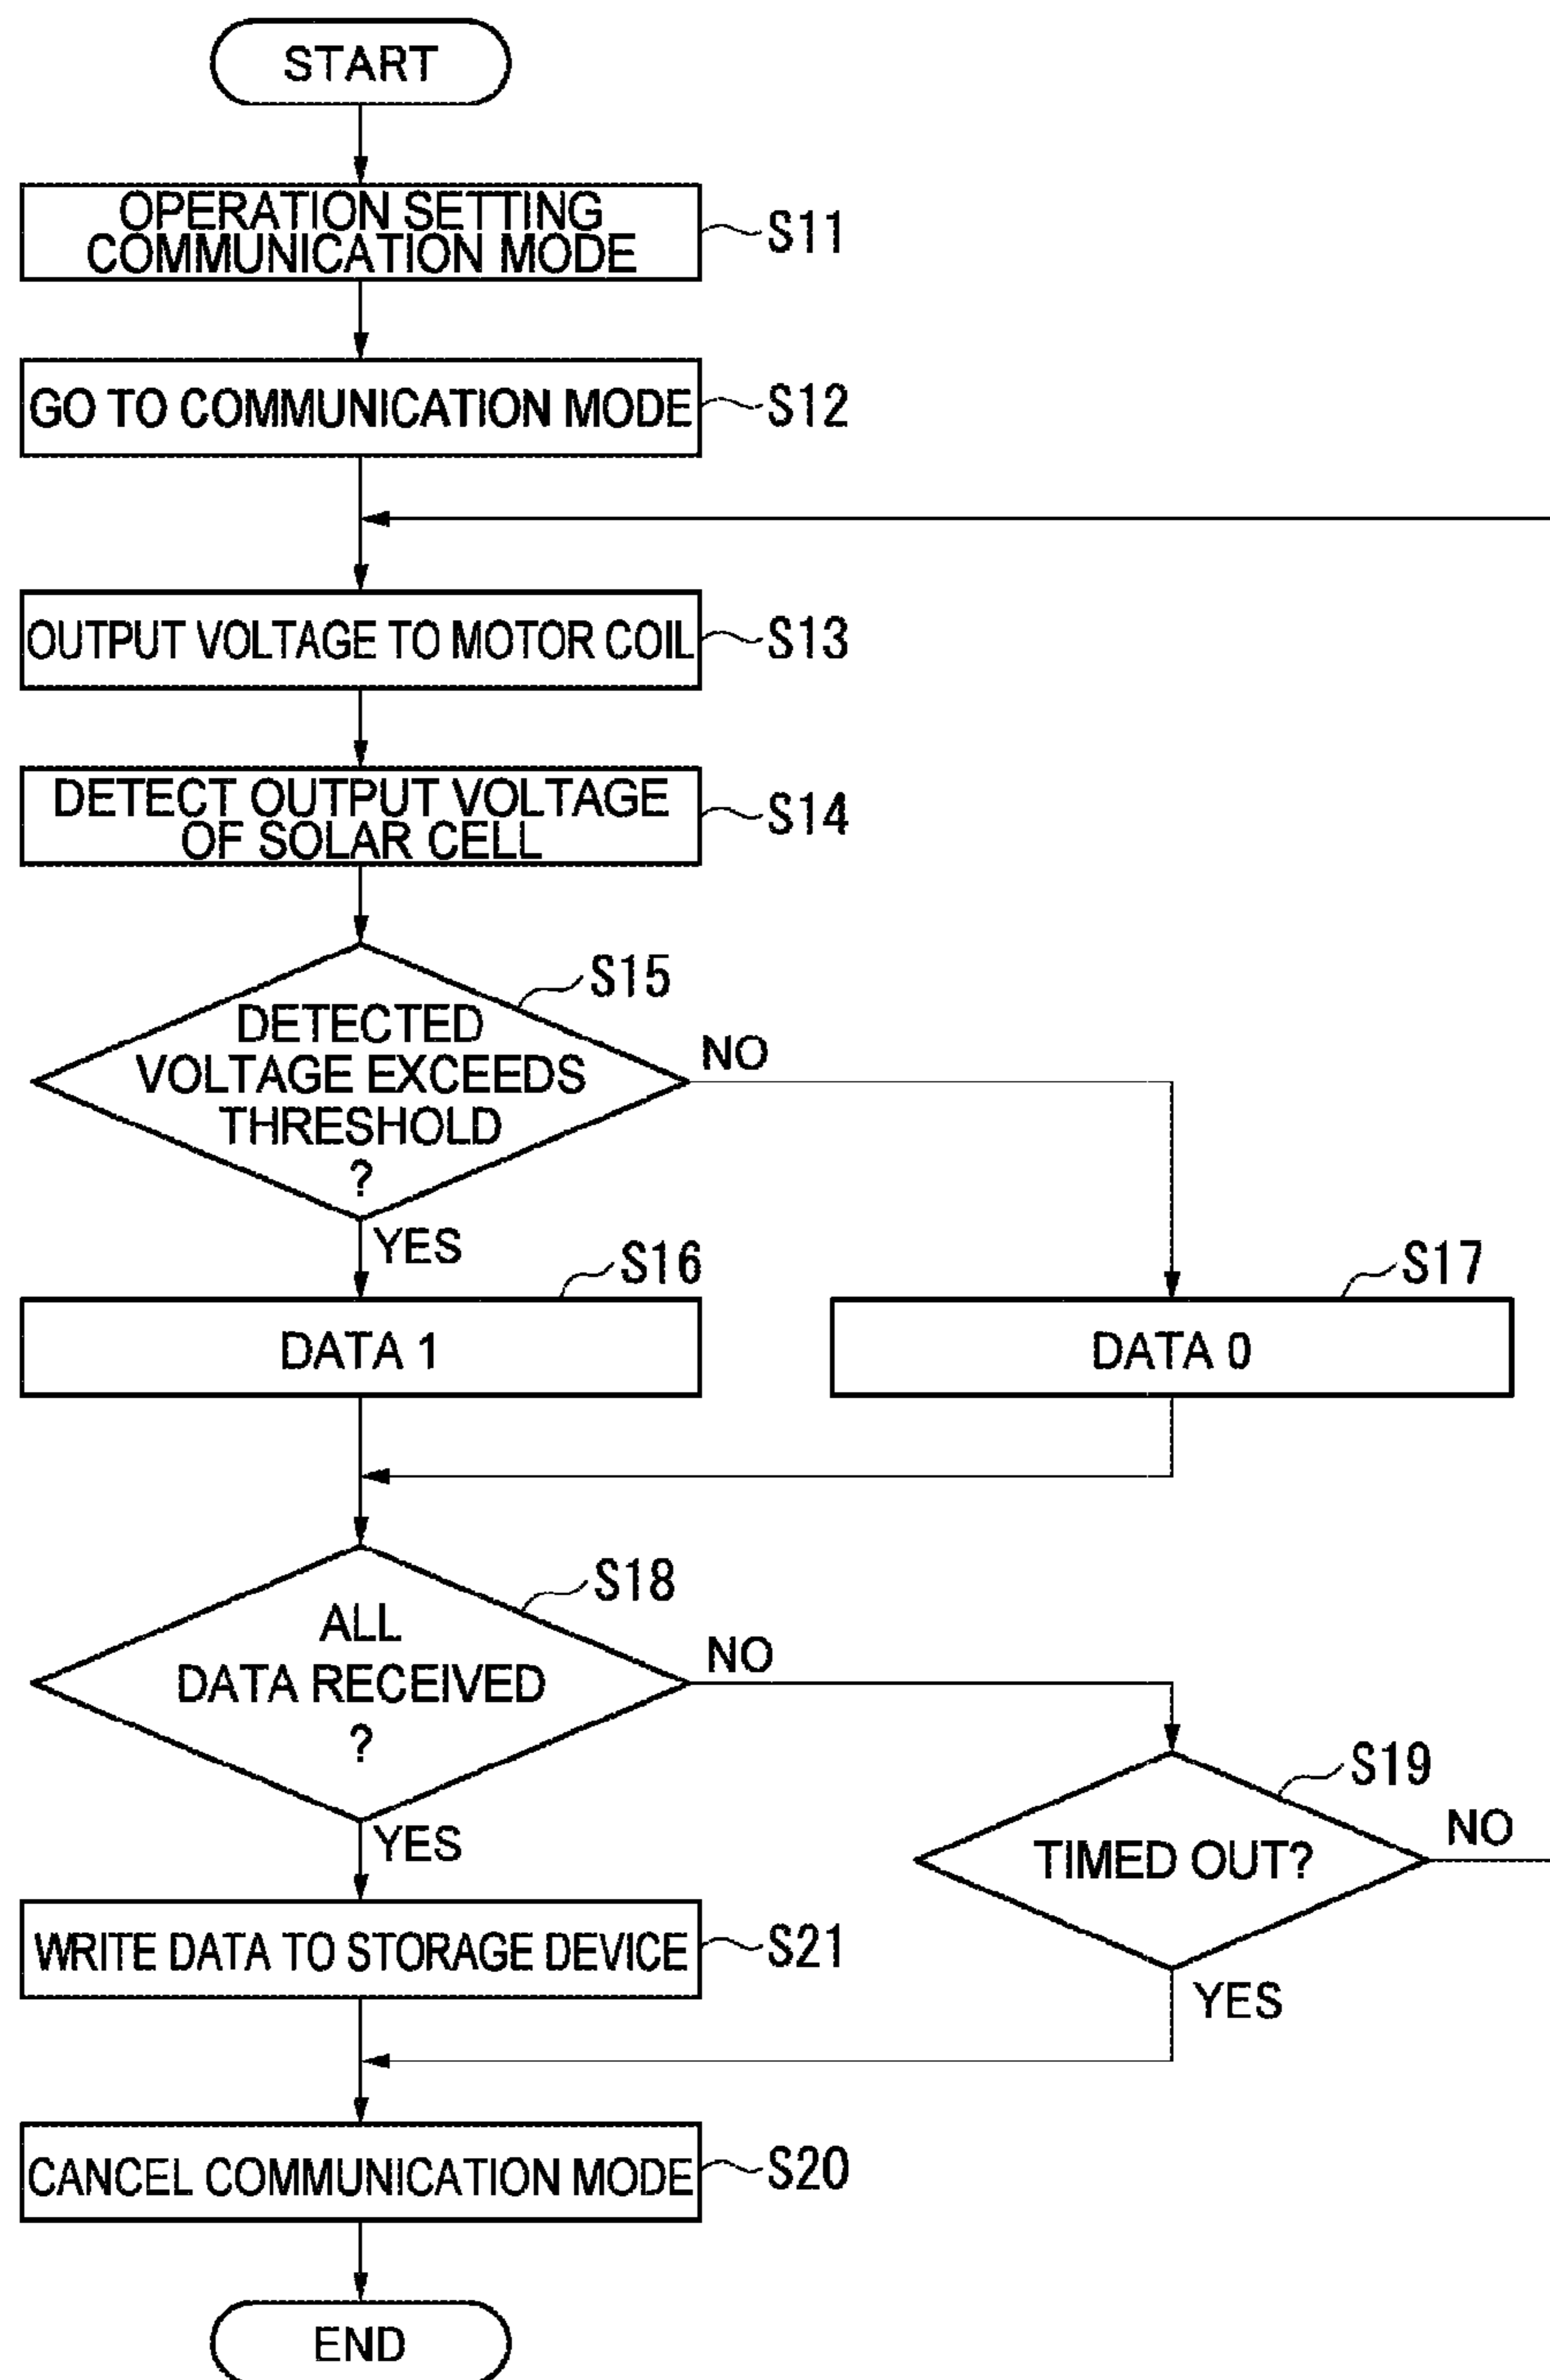 START
OPERATION SETTING
COMMUNICATION MODE
S11
GO TO COMMUNICATION MODE
S12
OUTPUT VOLTAGE TO MOTOR COIL
S13
DETECT OUTPUT VOLTAGE
OF SOLAR CELL
S14
S15
DETECTED
VOLTAGE EXCEEDS
THRESHOLD
?
NO
YES
S16
S17
DATA 1
DATA 0
S18
ALL
DATA RECEIVED
?
NO
YES
S19
TIMED OUT?
NO
YES
WRITE DATA TO STORAGE DEVICE
S21
CANCEL COMMUNICATION MODE
S20
END